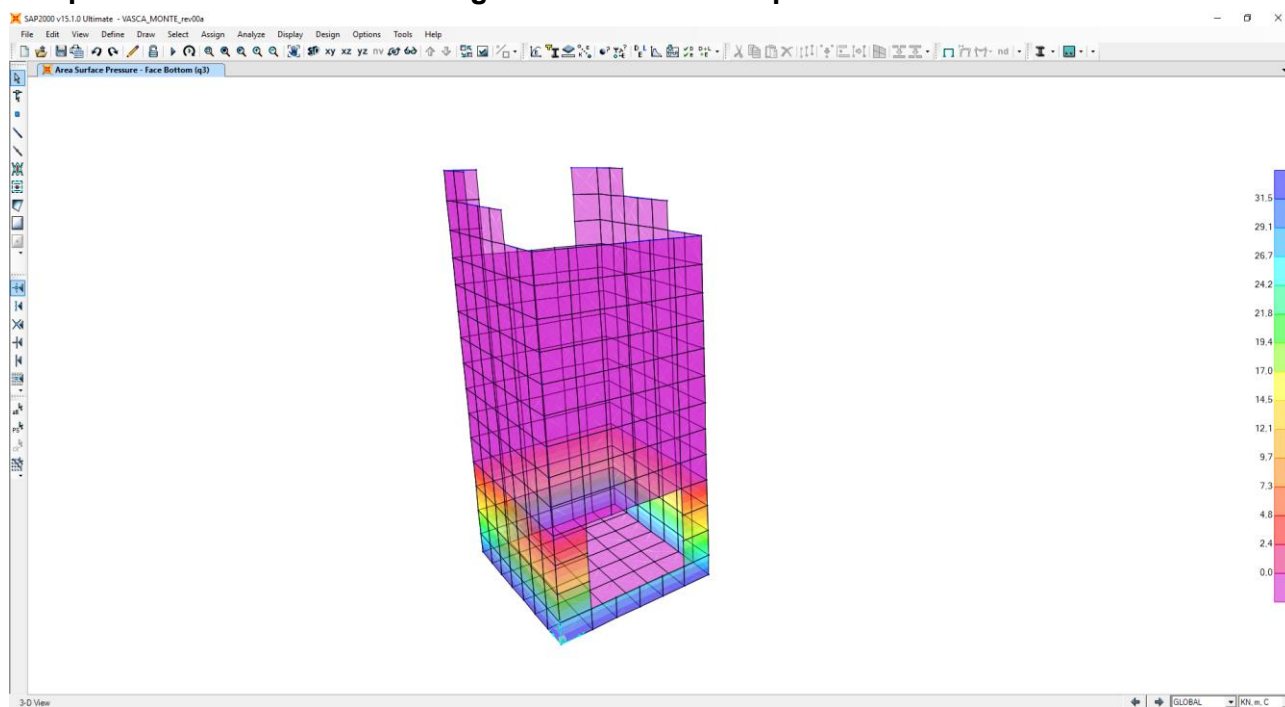 SAP2000 v15.1.0 Ultimate - VASCA_MONTE_rev00a
File Edit View Define Draw Select Assign Analyze Display Design Options Tools Help
xy xz yz nv
nd
Area Surface Pressure - Face Bottom (q3)
31.5
29.1
26.7
24.2
21.8
19.4
17.0
14.5
12.1
9.7
7.3
4.8
2.4
0.0
3-D View
GLOBAL
KN, m, C